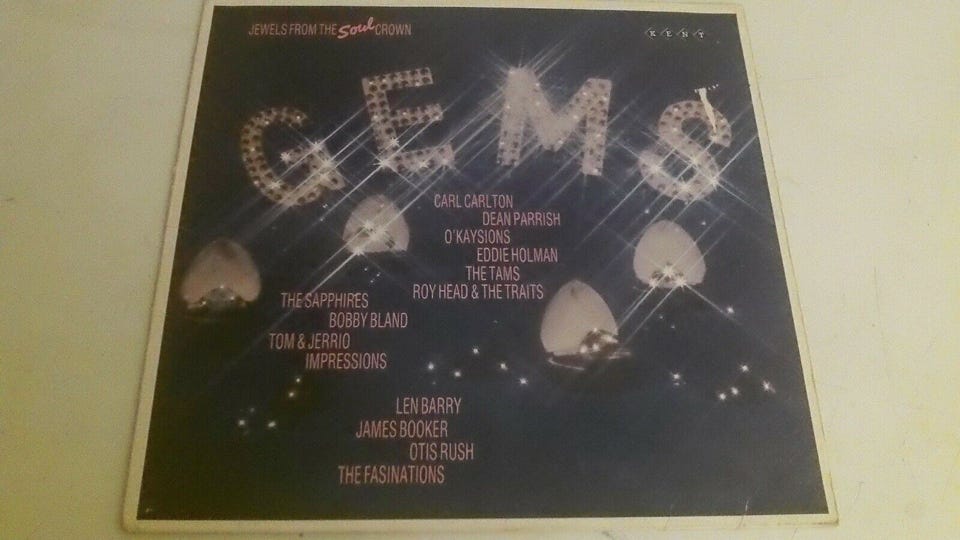 JEWELS FROM THE Soul CROWN
KENT
GEMS
CARL CARLTON
DEAN PARRISH
O'KAYSIONS
EDDIE HOLMAN
THE TAMS
ROY HEAD & THE TRAITS
THE SAPPHIRES
BOBBY BLAND
TOM & JERRIO
IMPRESSIONS
LEN BARRY
JAMES BOOKER
OTIS RUSH
THE FASINATIONS